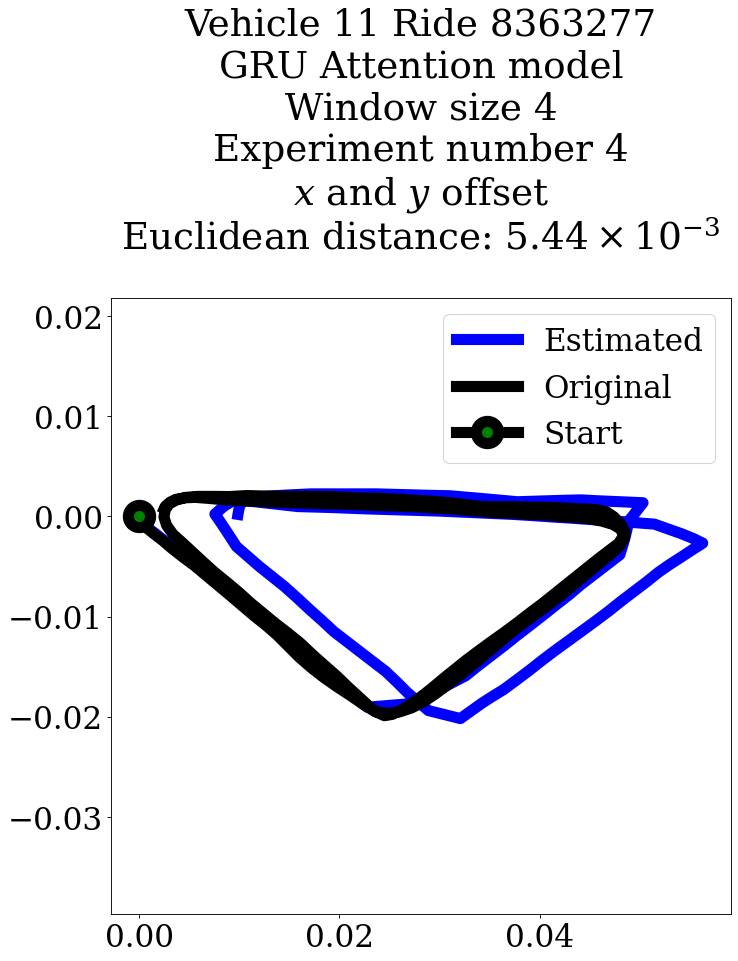 Vehicle 11 Ride 8363277
GRU Attention model
Window size 4
Experiment number 4
x and y offset
Euclidean distance: 5.44 × 10⁻³
0.02
Estimated
0.01
Original
Start
0.00
−0.01
−0.02
−0.03
0.00 0.02 0.04